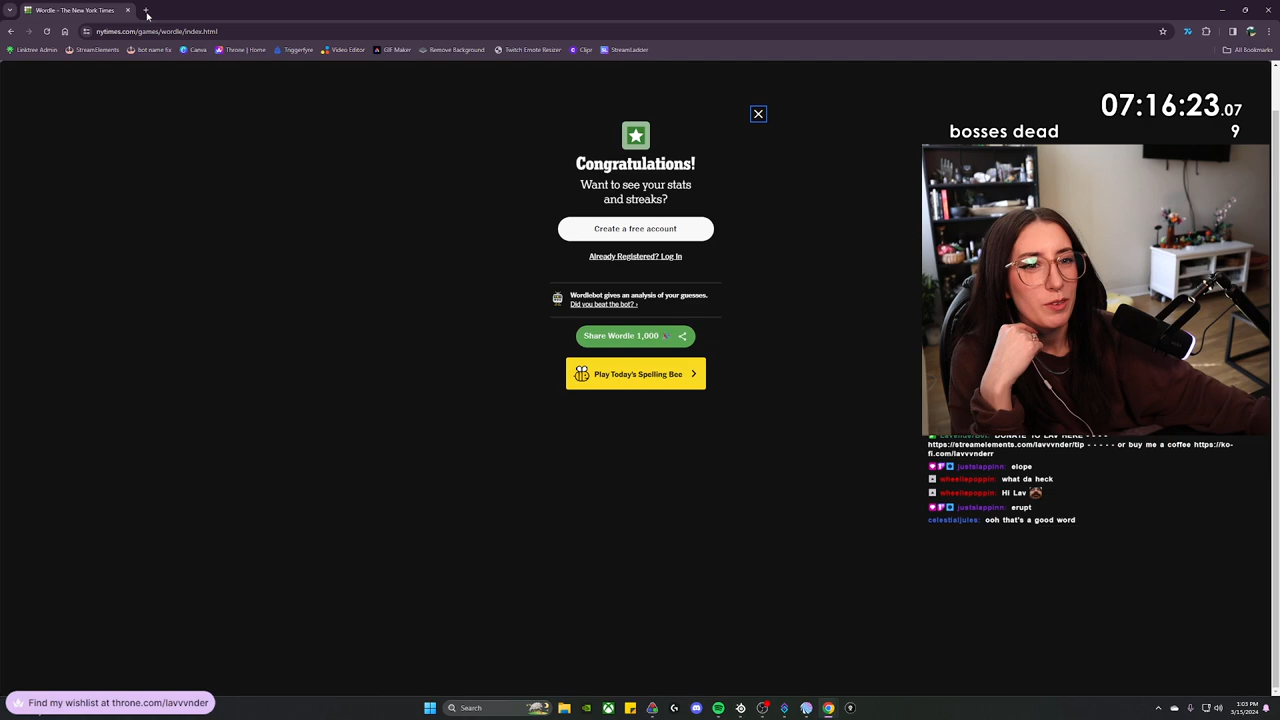 Wordle – The New York Times
nytimes.com/games/wordle/index.html
Linktree Admin
StreamElements
bot name fix
Canva
Throne | Home
Triggerfyre
Video Editor
GIF Maker
Remove Background
Twitch Emote Resizer
Clips
StreamLadder
All Bookmarks
07:16:23.07
bosses dead 9
Congratulations!
Want to see your stats
and streaks?
Create a free account
Already Registered? Log In
Wordlebot gives an analysis of your guesses.
Did you beat the bot? ›
Share Wordle 1,000
Play Today's Spelling Bee
DONATE TO LAV HERE - - - -
https://streamelements.com/lavvvnder/tip - - - - - or buy me a coffee https://ko-
fi.com/lavvvnderr
justslappinn: elope
wheeliepoppin: what da heck
wheeliepoppin: Hi Lav
justslappinn: erupt
celestialjules: ooh that's a good word
Find my wishlist at throne.com/lavvvnder
Search
1:03 PM
3/15/2024